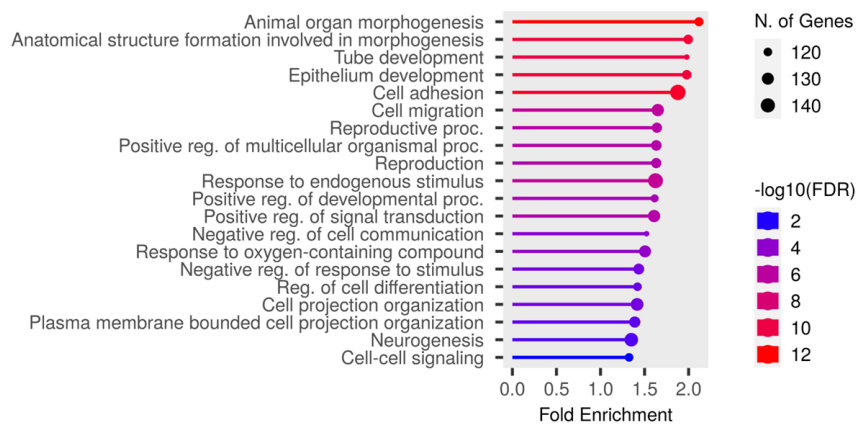 Animal organ morphogenesis
Anatomical structure formation involved in morphogenesis
Tube development
Epithelium development
Cell adhesion
Cell migration
Reproductive proc.
Positive reg. of multicellular organismal proc.
Reproduction
Response to endogenous stimulus
Positive reg. of developmental proc.
Positive reg. of signal transduction
Negative reg. of cell communication
Response to oxygen-containing compound
Negative reg. of response to stimulus
Reg. of cell differentiation
Cell projection organization
Plasma membrane bounded cell projection organization
Neurogenesis
Cell-cell signaling
0.0 0.5 1.0 1.5 2.0
Fold Enrichment
N. of Genes
120
130
140
-log10(FDR)
2
4
6
8
10
12